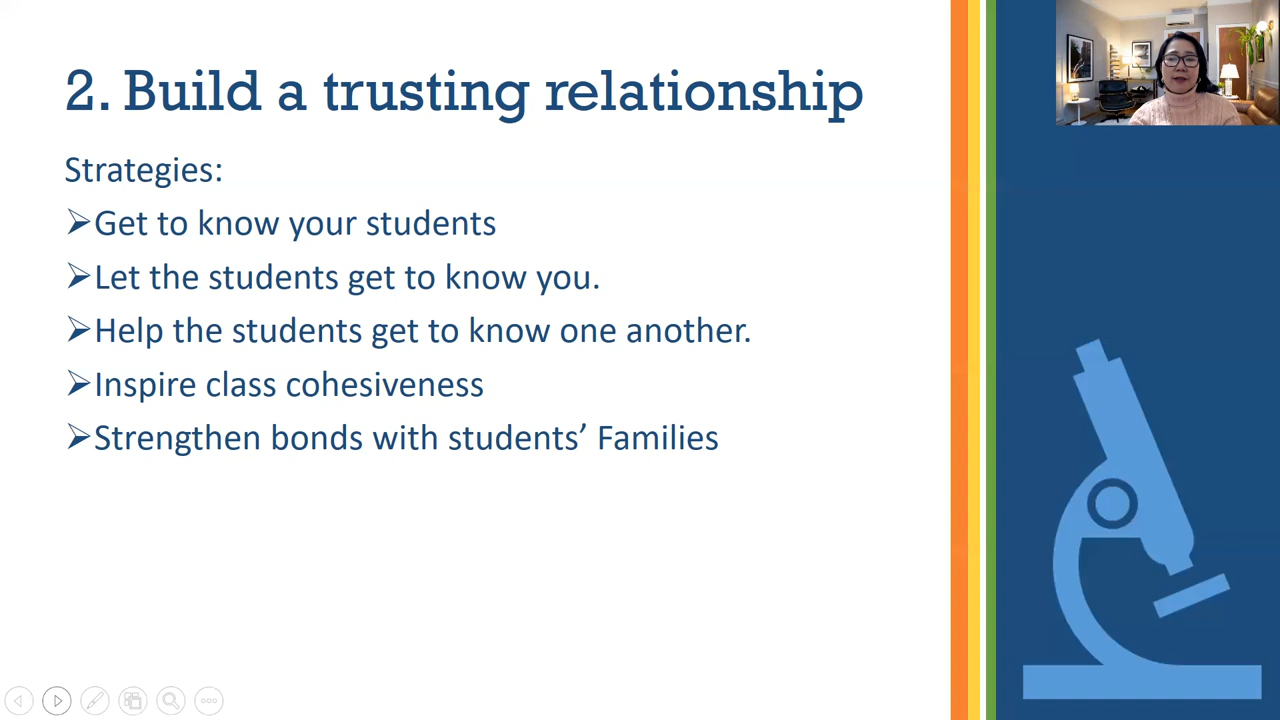 2. Build a trusting relationship
Strategies:
➢Get to know your students
➢Let the students get to know you.
➢Help the students get to know one another.
➢Inspire class cohesiveness
➢Strengthen bonds with students’ Families